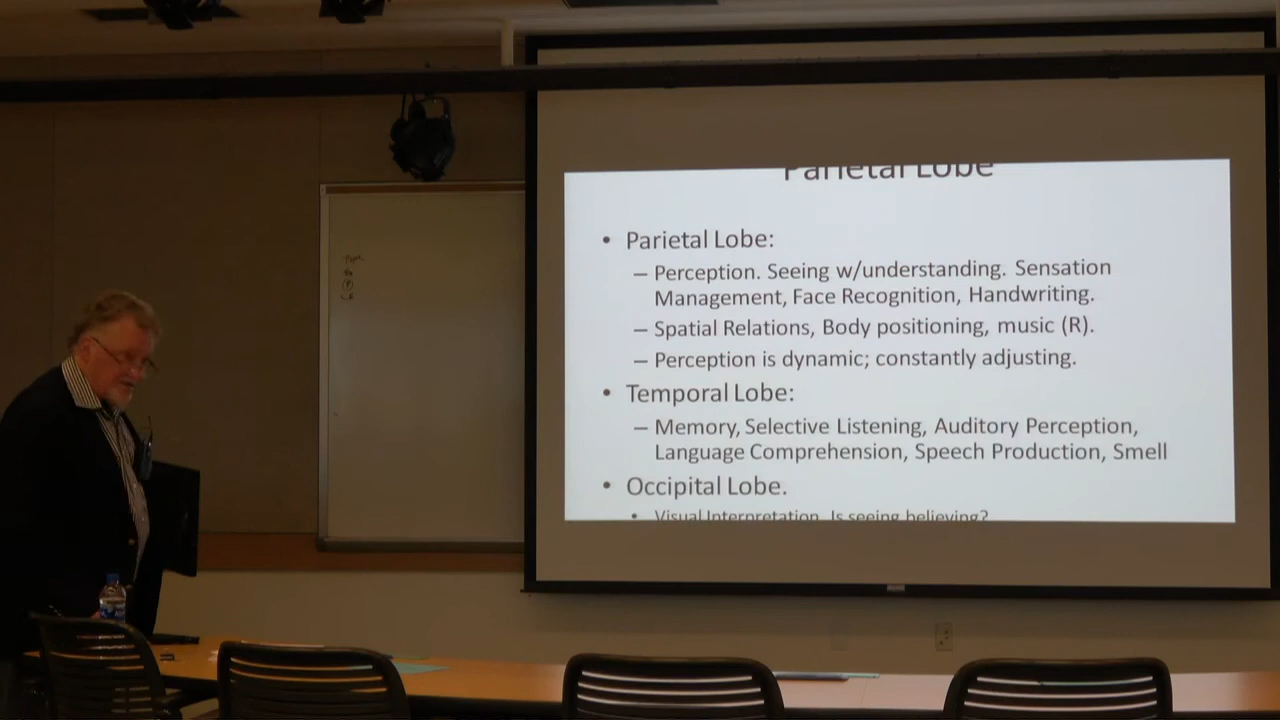 Parietal Lobe
• Parietal Lobe:
– Perception. Seeing w/understanding. Sensation
Management, Face Recognition, Handwriting.
– Spatial Relations, Body positioning, music (R).
– Perception is dynamic; constantly adjusting.
• Temporal Lobe:
– Memory, Selective Listening, Auditory Perception,
Language Comprehension, Speech Production, Smell
• Occipital Lobe.
• Visual Interpretation. Is seeing believing?